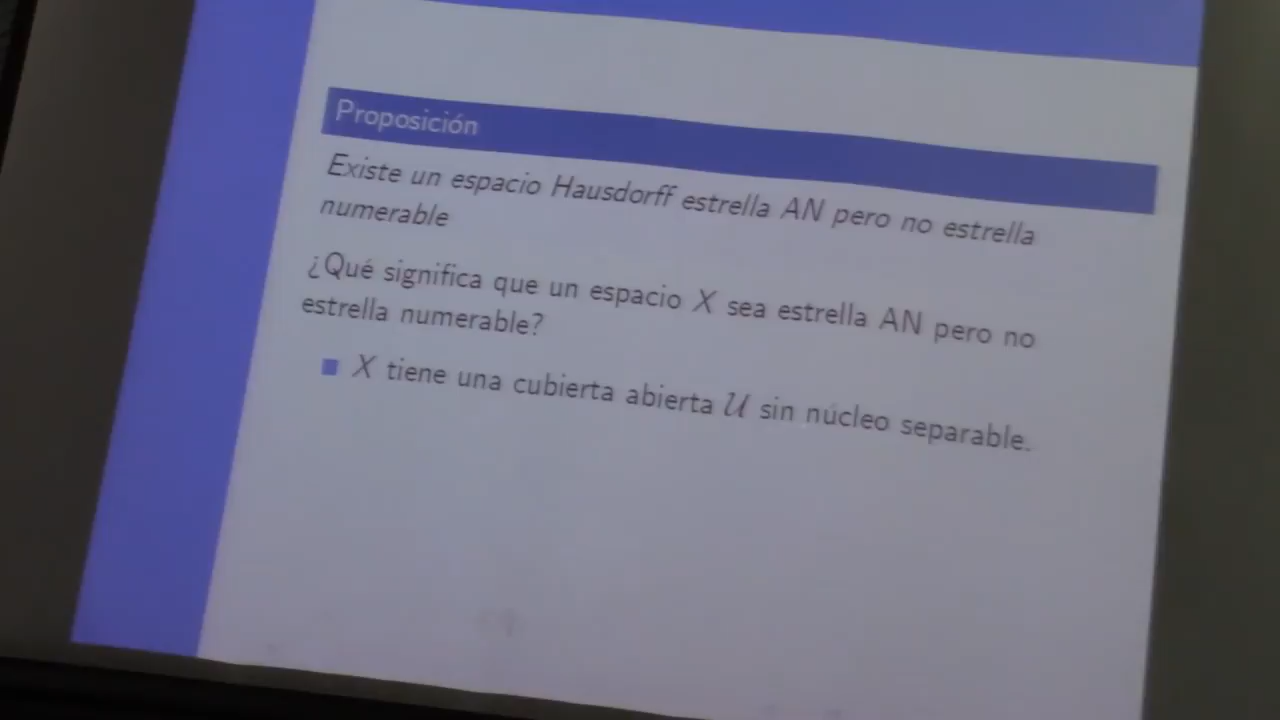 Proposición
Existe un espacio Hausdorff estrella AN pero no estrella
numerable
¿Qué significa que un espacio X sea estrella AN pero no
estrella numerable?
X tiene una cubierta abierta 𝒰 sin núcleo separable.